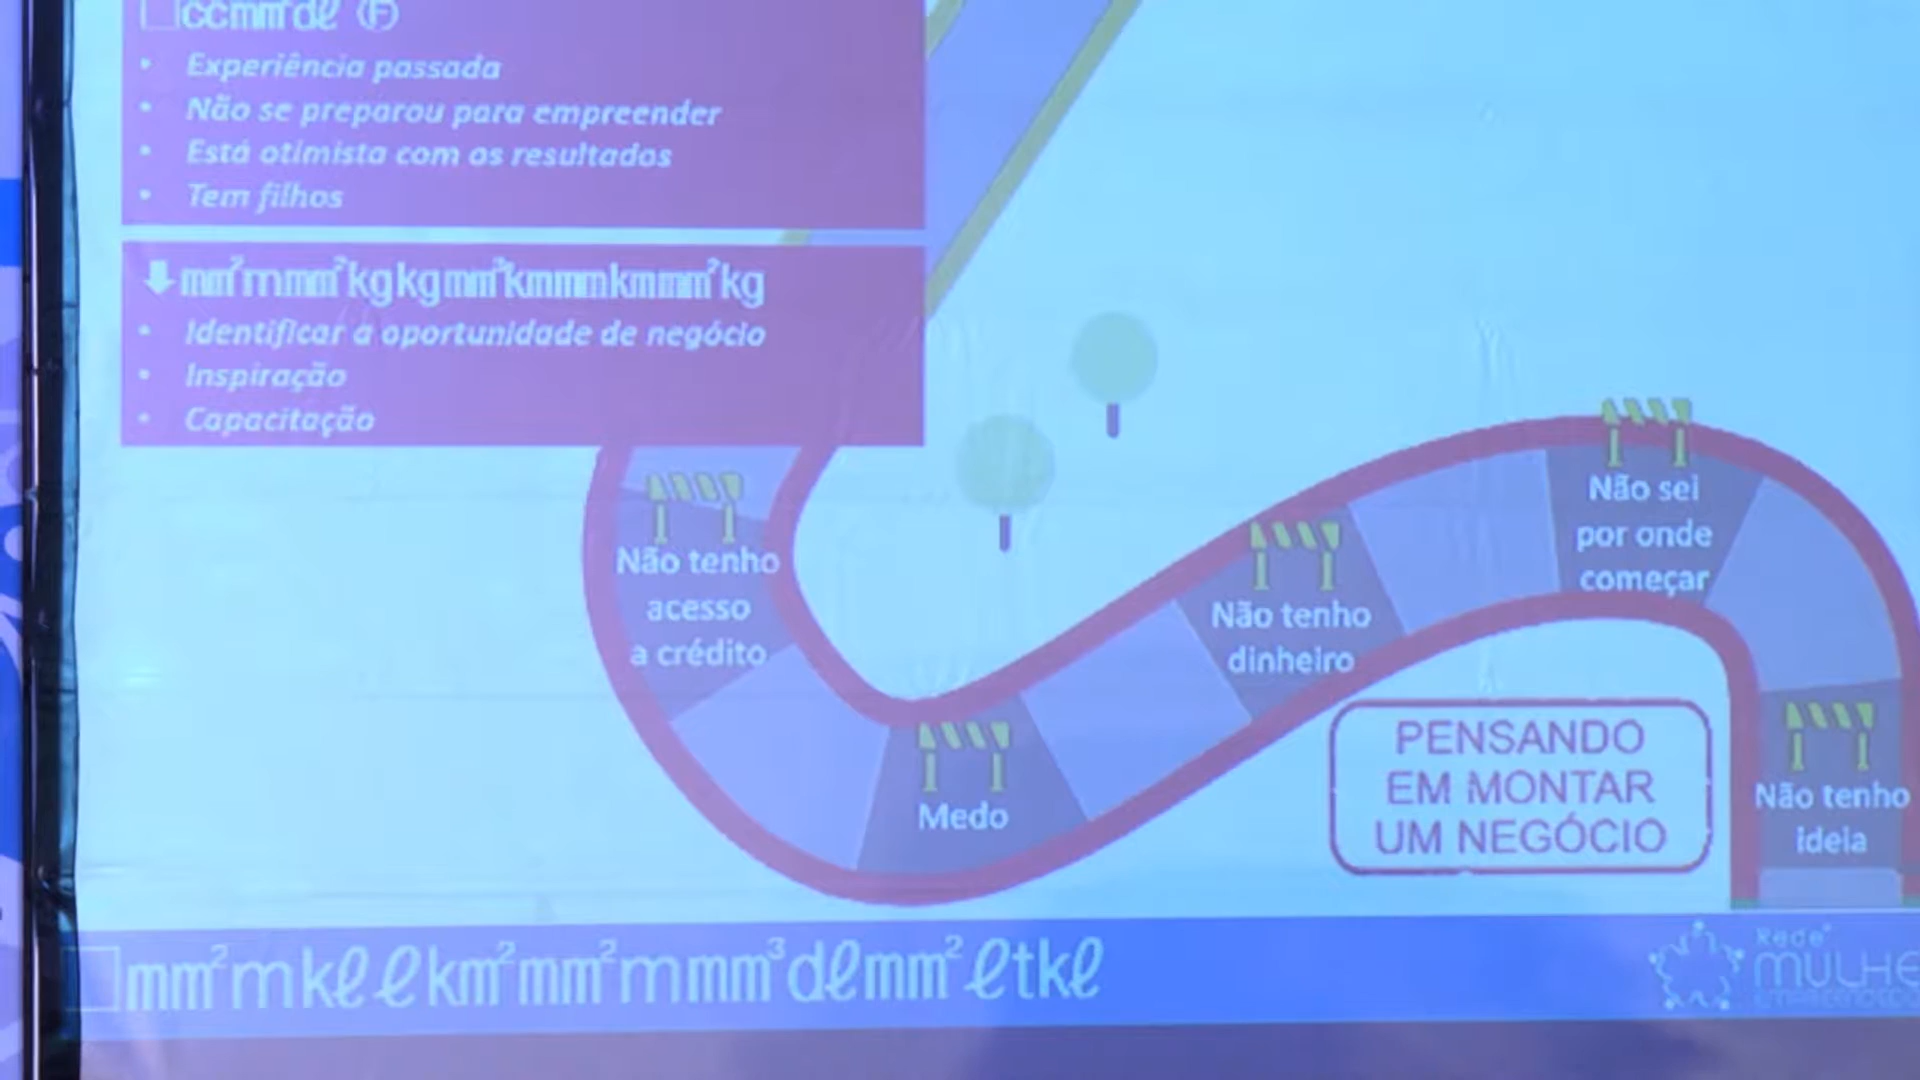 Experiência passada
Não se preparou para empreender
Está otimista com os resultados
Tem filhos
Identificar a oportunidade de negócio
Inspiração
Capacitação
Não tenho
acesso
a crédito
Medo
Não tenho
dinheiro
Não sei
por onde
começar
Não tenho
ideia
PENSANDO
EM MONTAR
UM NEGÓCIO
Rede